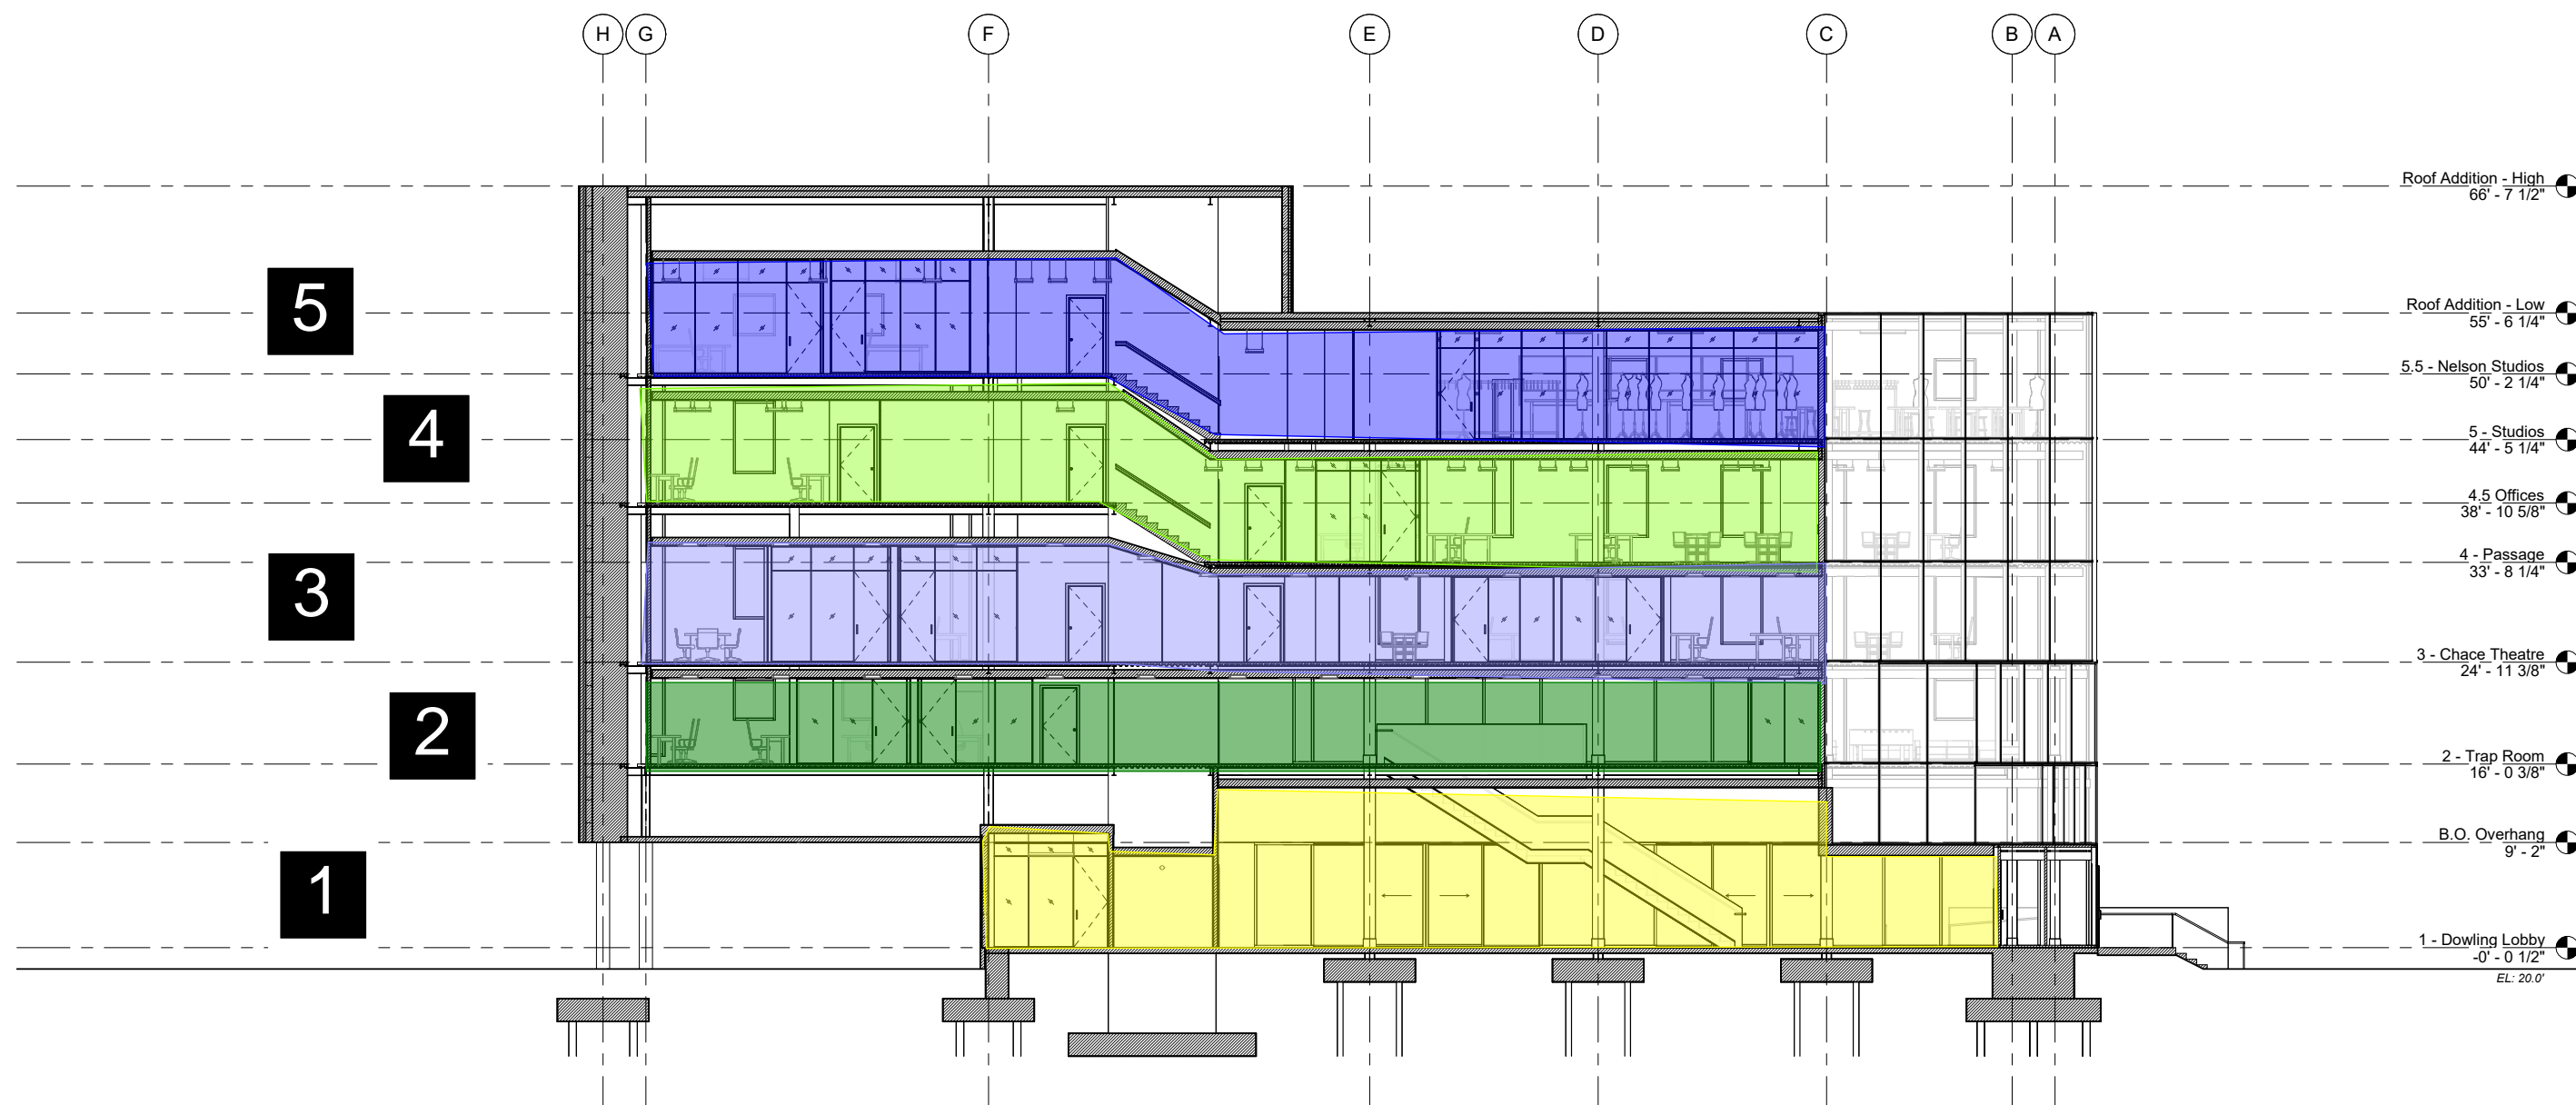 H G F E D C B A
Roof Addition - High
66' - 7 1/2"
5
Roof Addition - Low
55' - 6 1/4"
5.5 - Nelson Studios
50' - 2 1/4"
4
5 - Studios
44' - 5 1/4"
4.5 Offices
38' - 10 5/8"
3
4 - Passage
33' - 8 1/4"
3 - Chace Theatre
24' - 11 3/8"
2
2 - Trap Room
16' - 0 3/8"
B.O. Overhang
9' - 2"
1
1 - Dowling Lobby
-0' - 0 1/2"
EL: 20.0'